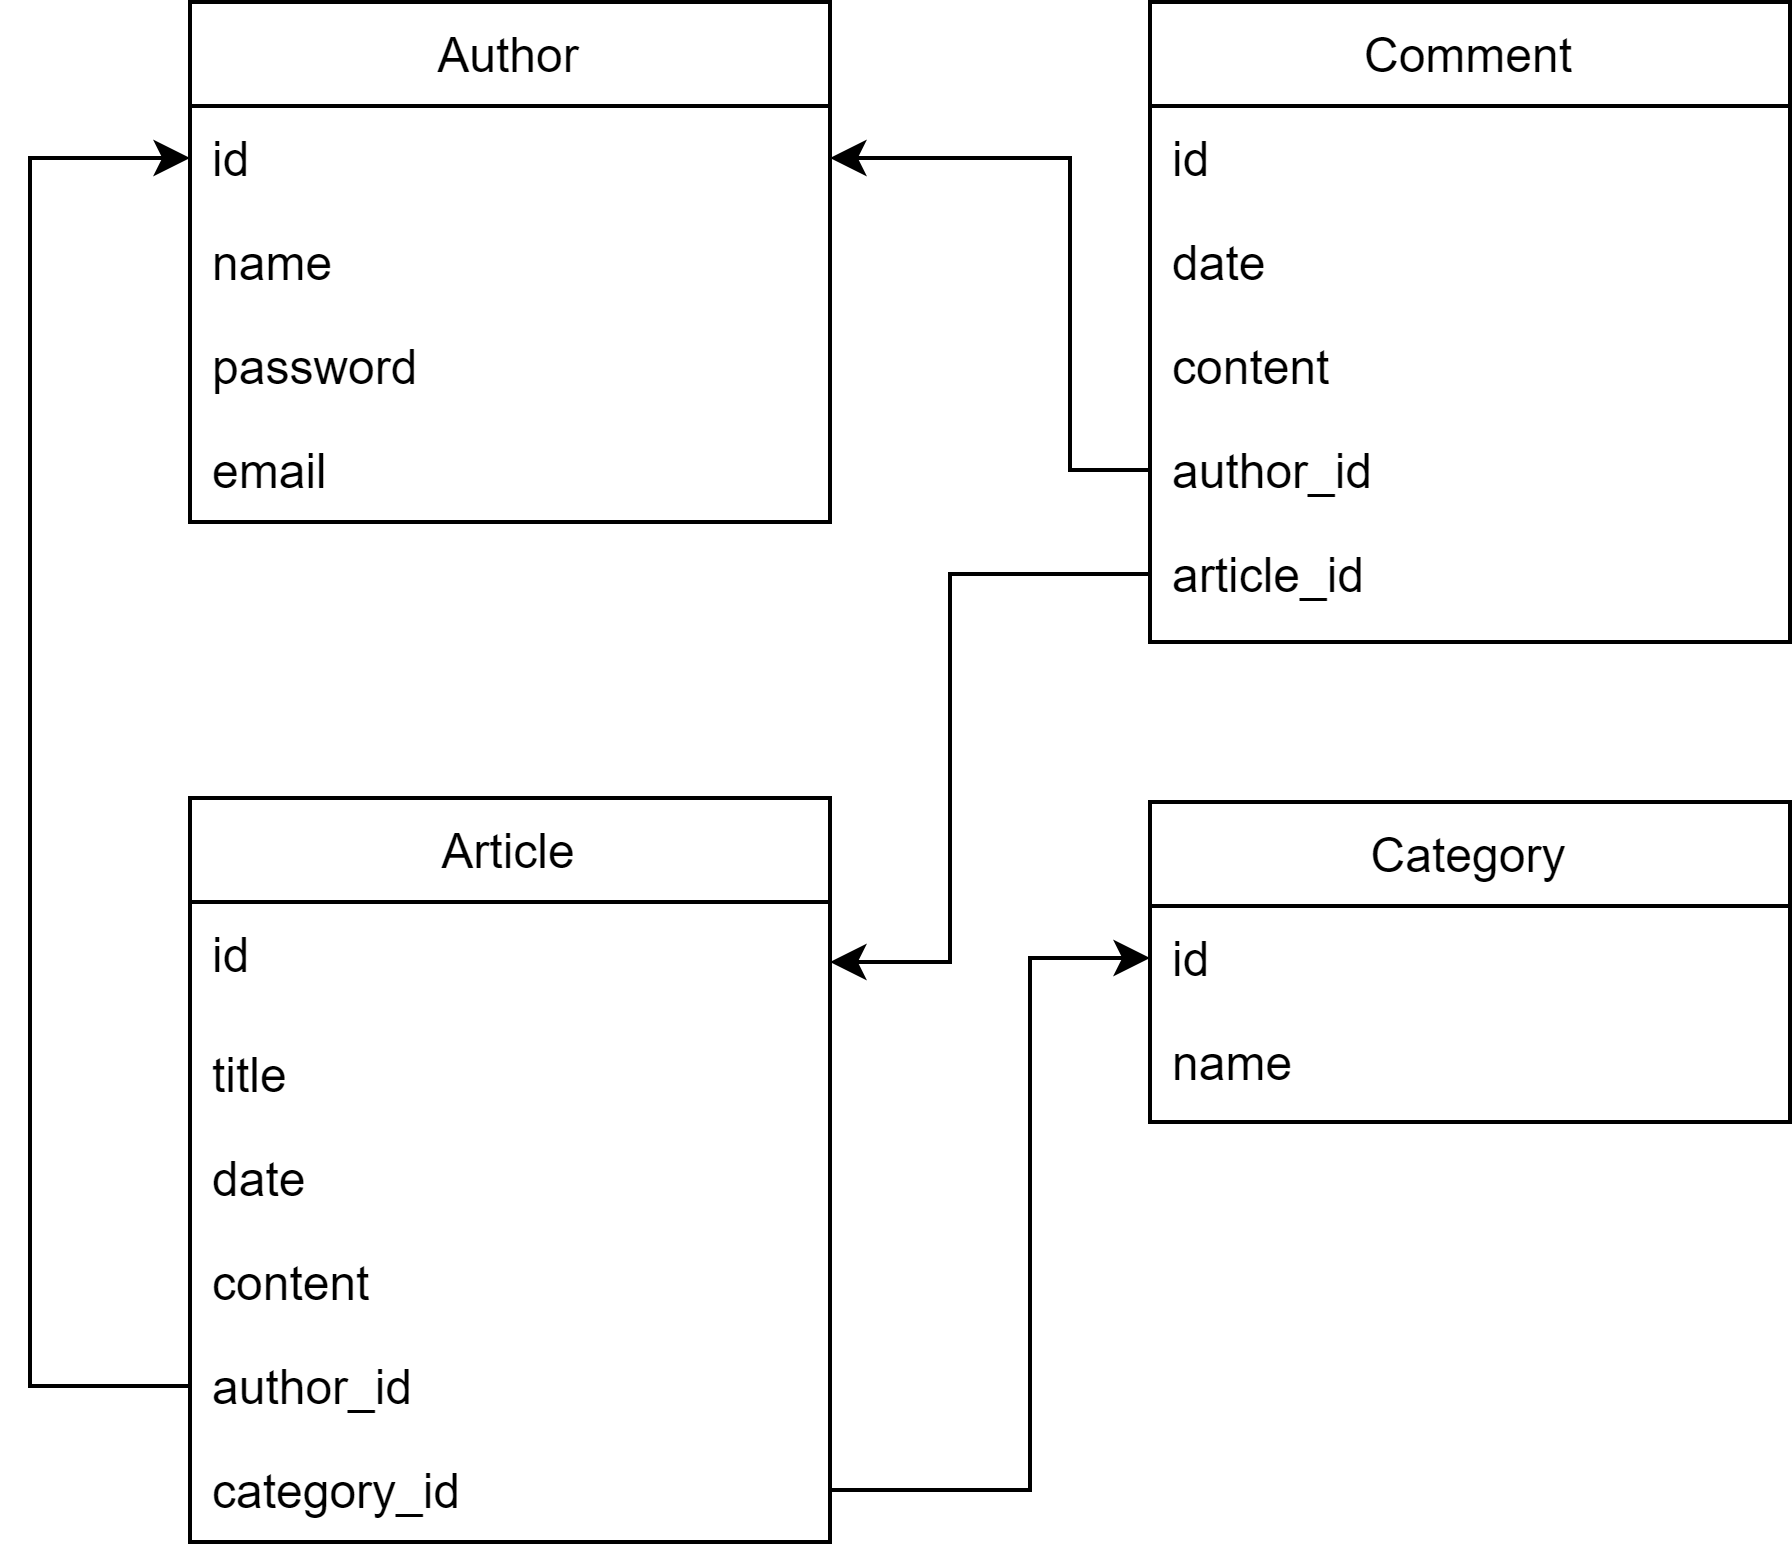 Author
id
name
password
email
Comment
id
date
content
author_id
article_id
Article
id
title
date
content
author_id
category_id
Category
id
name